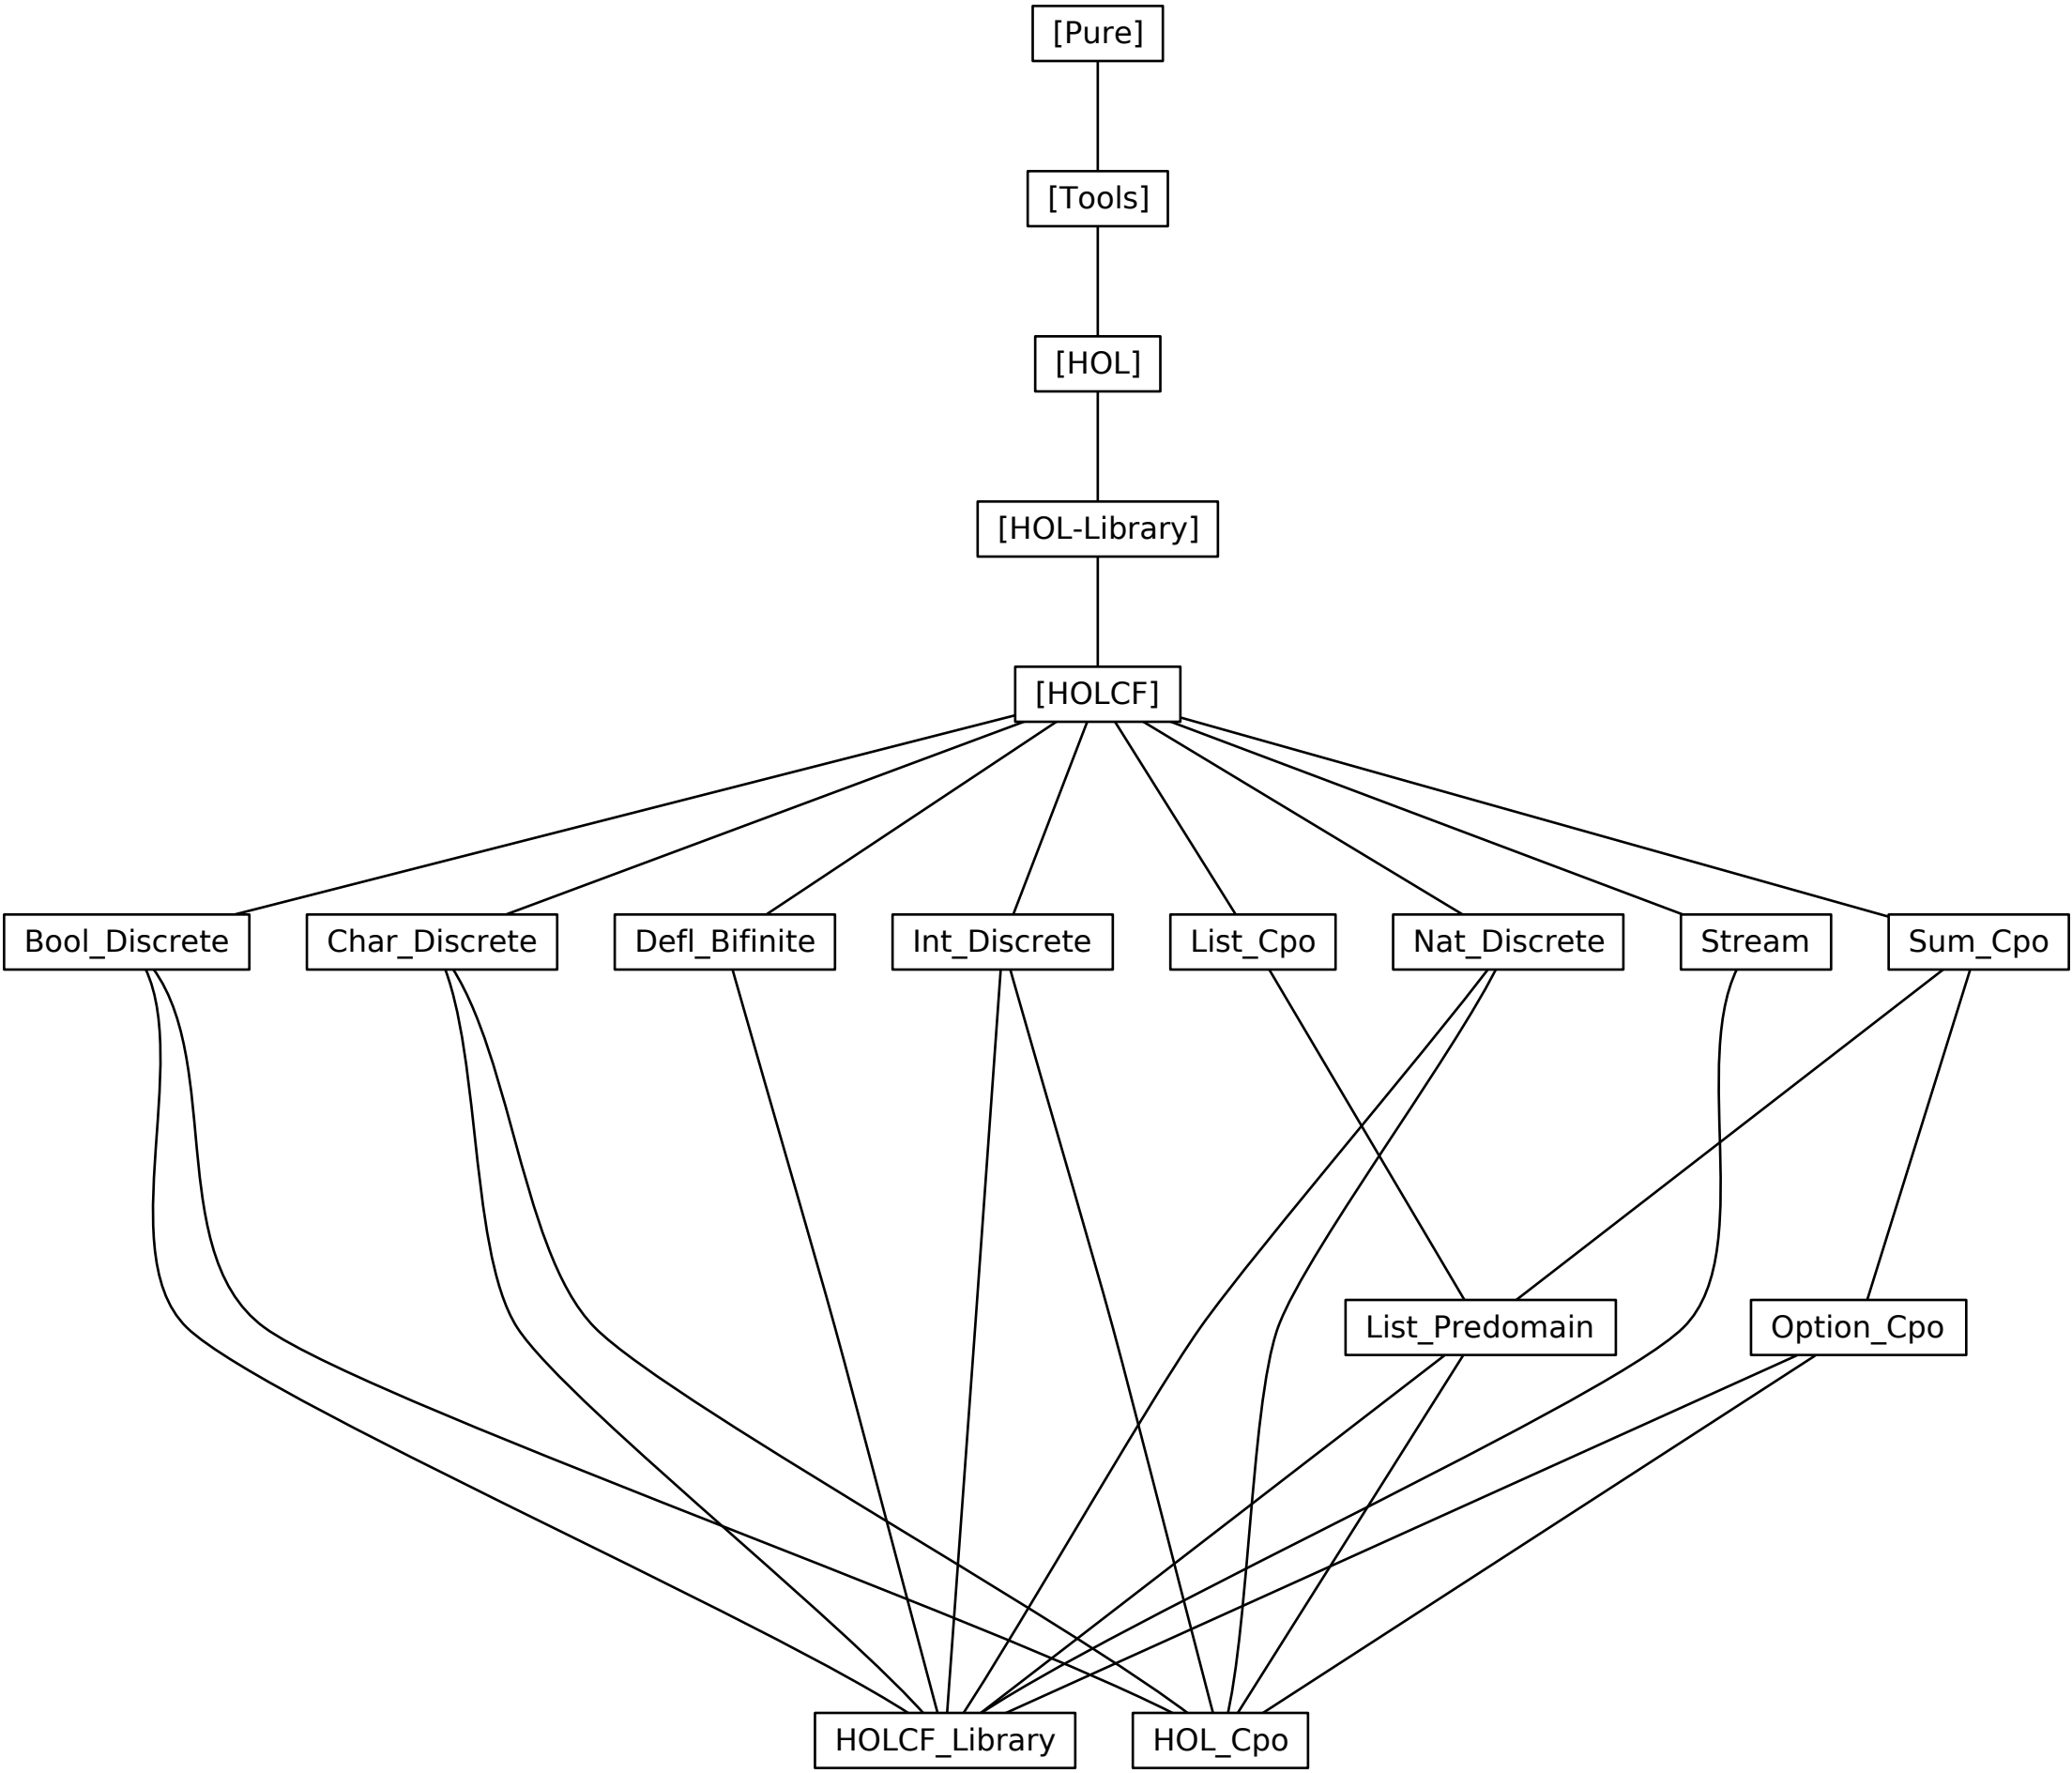 [Pure]
[Tools]
[HOL]
[HOL-Library]
[HOLCF]
Bool_Discrete
Char_Discrete
Defl_Bifinite
Int_Discrete
List_Cpo
Nat_Discrete
Stream
Sum_Cpo
List_Predomain
Option_Cpo
HOLCF_Library
HOL_Cpo